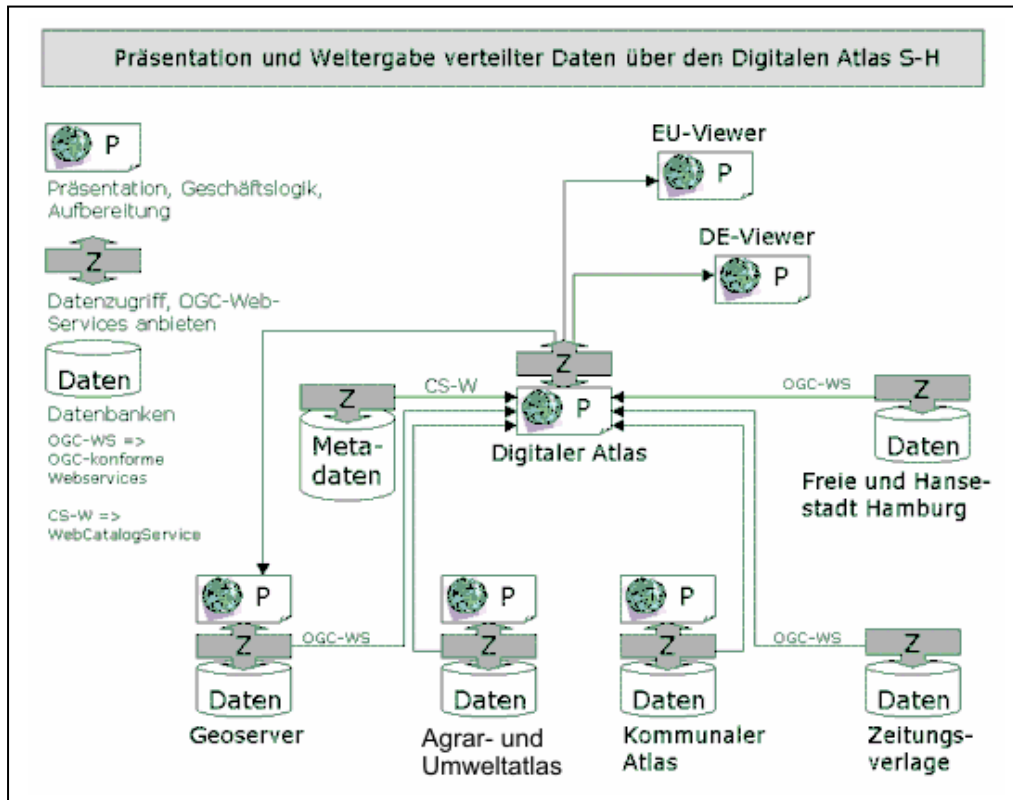 Präsentation und Weitergabe verteilter Daten über den Digitalen Atlas S-H
P
Präsentation, Geschäftslogik,
Aufbereitung
Z
Datenzugriff, OGC-Web-
Services anbieten
Daten
Datenbanken
OGC-WS =>
OGC-konforme
Webservices
CS-W =>
WebCatalogService
EU-Viewer
P
DE-Viewer
P
Z
P
Digitaler Atlas
CS-W
Z
Meta-
daten
OGC-WS
Z
Daten
Freie und Hanse-
stadt Hamburg
P
Z
Daten
Geoserver
OGC-WS
P
Z
Daten
Agrar- und
Umweltatlas
P
Z
Daten
Kommunaler
Atlas
OGC-WS
Z
Daten
Zeitungs-
verlage